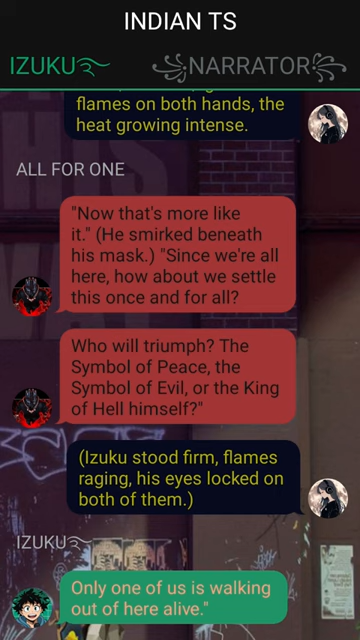 INDIAN TS
IZUKU
NARRATOR
flames on both hands, the
heat growing intense.
ALL FOR ONE
"Now that's more like
it." (He smirked beneath
his mask.) "Since we're all
here, how about we settle
this once and for all?
Who will triumph? The
Symbol of Peace, the
Symbol of Evil, or the King
of Hell himself?"
(Izuku stood firm, flames
raging, his eyes locked on
both of them.)
IZUKU
Only one of us is walking
out of here alive."